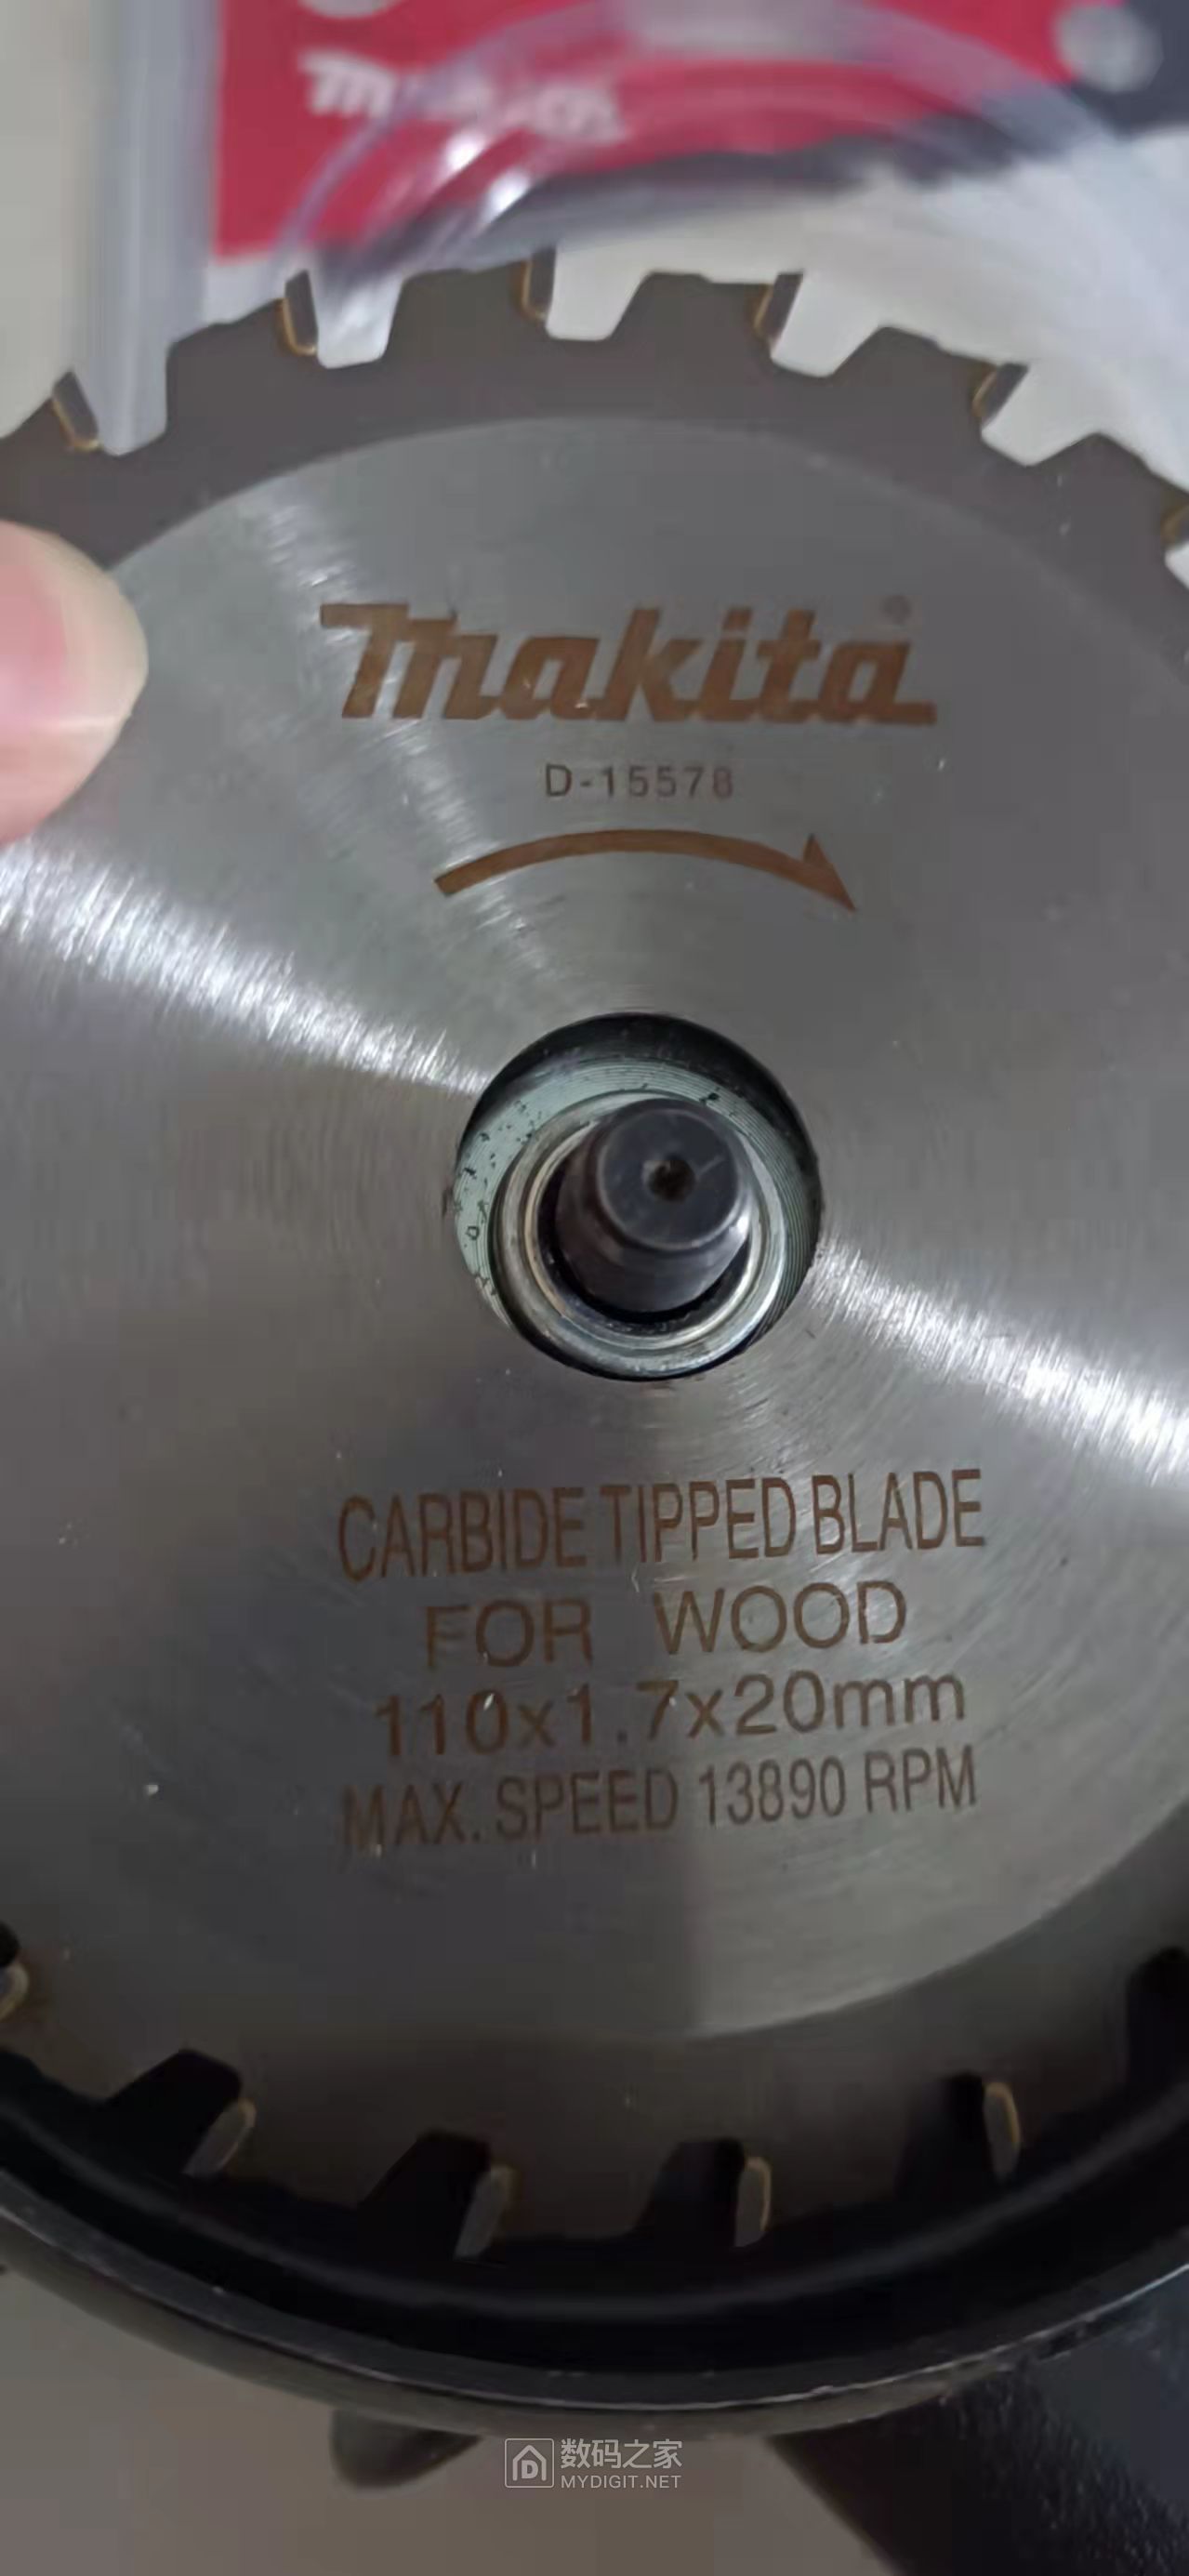 makita
makita®
D-15578
CARBIDE TIPPED BLADE
FOR WOOD
110x1.7x20mm
MAX. SPEED 13890 RPM
数码之家
MYDIGIT.NET